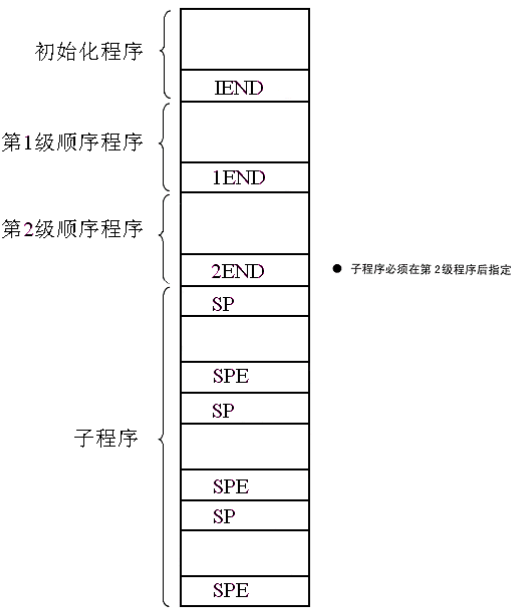 初始化程序
IEND
第1级顺序程序
1END
第2级顺序程序
2END
● 子程序必须在第2级程序后指定
SP
SPE
SP
子程序
SPE
SP
SPE